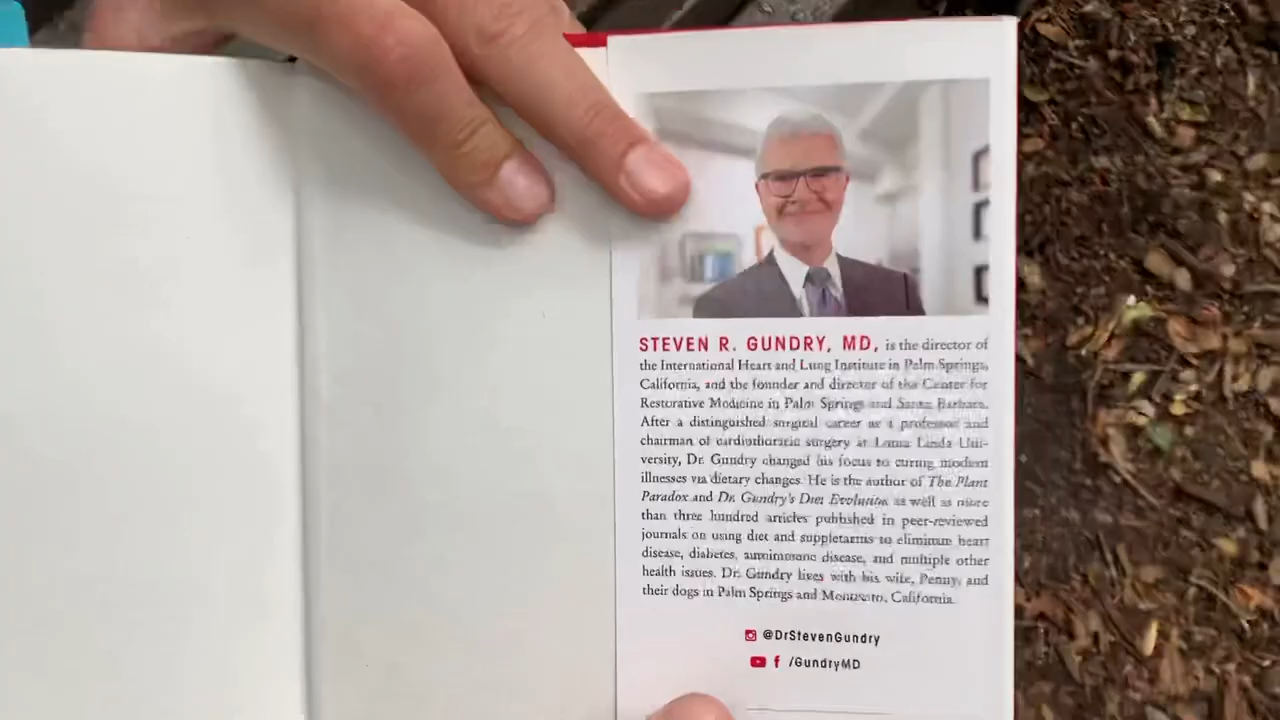 STEVEN R. GUNDRY, MD, is the director of
the International Heart and Lung Institute in Palm Springs,
California, and the founder and director of the Center for
Restorative Medicine in Palm Springs and Santa Barbara.
After a distinguished surgical career as a professor and
chairman of cardiothoracic surgery at Loma Linda Uni-
versity, Dr. Gundry changed his focus to curing modern
illnesses via dietary changes. He is the author of The Plant
Paradox and Dr. Gundry's Diet Evolution as well as more
than three hundred articles published in peer-reviewed
journals on using diet and supplements to eliminate heart
disease, diabetes, autoimmune disease, and multiple other
health issues. Dr. Gundry lives with his wife, Penny, and
their dogs in Palm Springs and Montecito, California.
@DrStevenGundry
/GundryMD